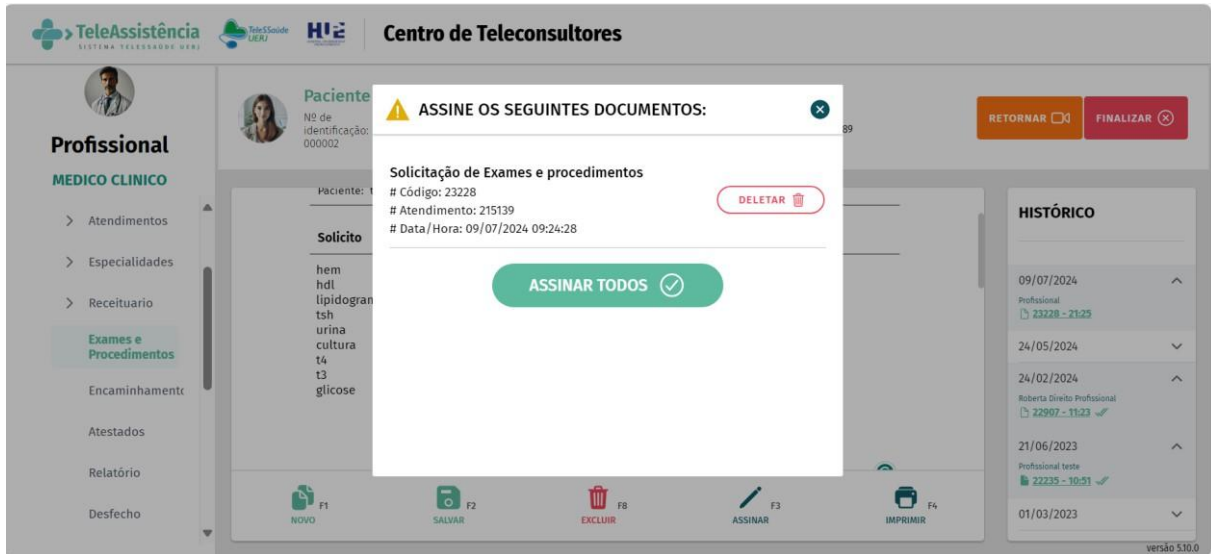 TeleAssistência
SISTEMA TELESSAÚDE UERJ
TeleSSaúde
UERJ
HUPE
Centro de Teleconsultores
Profissional
MEDICO CLINICO
Atendimentos
Especialidades
Receituario
Exames e
Procedimentos
Encaminhament
Atestados
Relatório
Desfecho
Paciente
Nº de
identificação:
000002
89
RETORNAR
FINALIZAR
Paciente: t
Solicito
hem
hdl
lipidogran
tsh
urina
cultura
t4
t3
glicose
ASSINE OS SEGUINTES DOCUMENTOS:
Solicitação de Exames e procedimentos
# Código: 23228
# Atendimento: 215139
# Data/Hora: 09/07/2024 09:24:28
DELETAR
ASSINAR TODOS
F1
NOVO
F2
SALVAR
F8
EXCLUIR
F3
ASSINAR
F4
IMPRIMIR
HISTÓRICO
09/07/2024
Profissional
23228 - 21:25
24/05/2024
24/02/2024
Roberta Direito Profissional
22907 - 11:23
21/06/2023
Profissional teste
22235 - 10:51
01/03/2023
versão 5.10.0